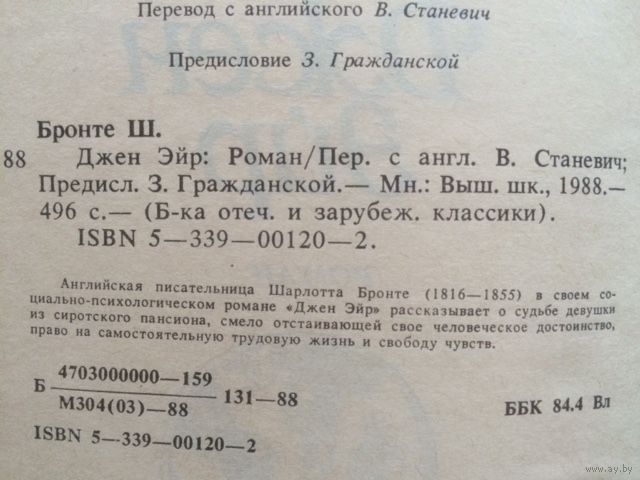 Перевод с английского В. Станевич
Предисловие З. Гражданской
Бронте Ш.
88 Джен Эйр: Роман/Пер. с англ. В. Станевич;
Предисл. З. Гражданской.— Мн.: Выш. шк., 1988.—
496 с.— (Б-ка отеч. и зарубеж. классики).
ISBN 5—339—00120—2.
Английская писательница Шарлотта Бронте (1816—1855) в своем со-
циально-психологическом романе «Джен Эйр» рассказывает о судьбе девушки
из сиротского пансиона, смело отстаивающей свое человеческое достоинство,
право на самостоятельную трудовую жизнь и свободу чувств.
4703000000—159
Б 131—88
М304(03)—88
ББК 84.4 Вл
ISBN 5—339—00120—2
www.ay.by